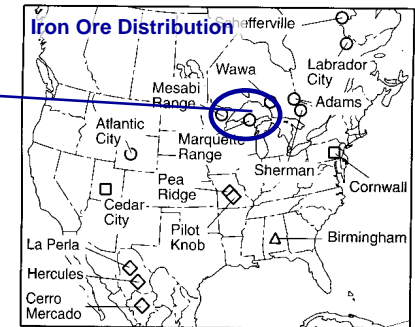 Iron Ore Distribution
Schefferville
Labrador
City
Wawa
Mesabi
Range
Adams
Atlantic
City
Marquette
Range
Sherman
Cornwall
Pea
Ridge
Cedar
City
Pilot
Knob
Birmingham
La Perla
Hercules
Cerro
Mercado